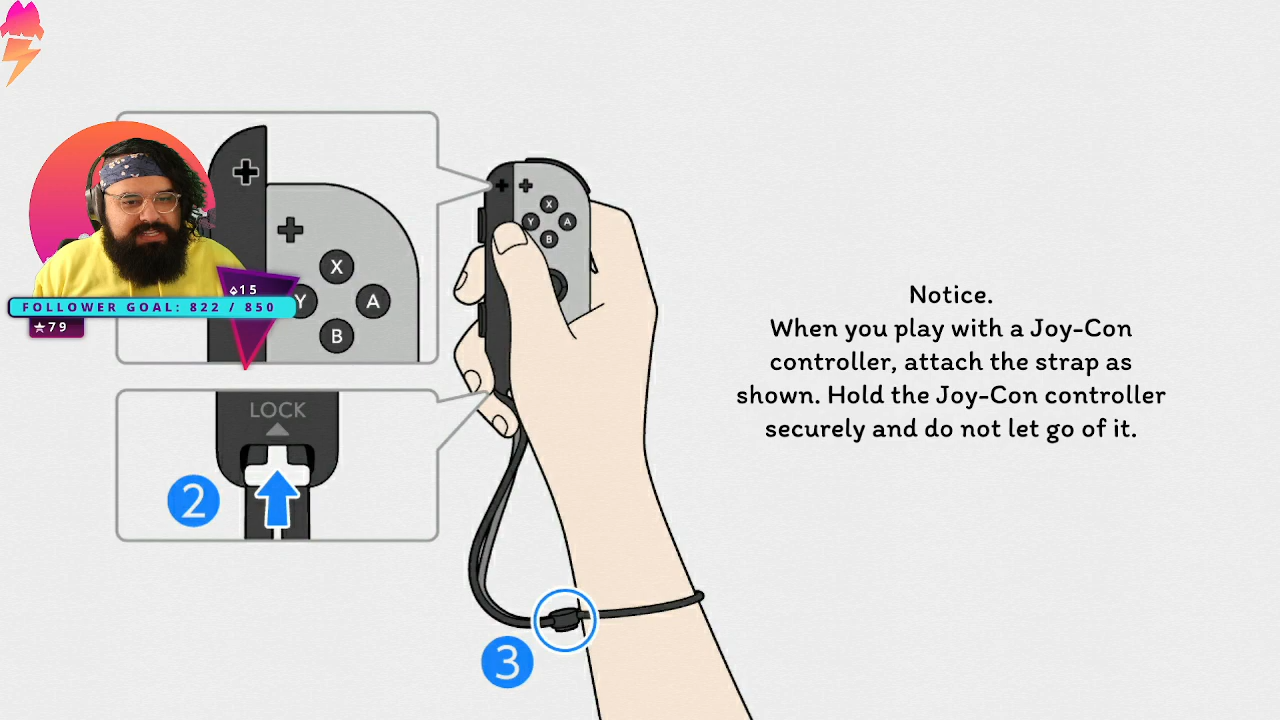 X
Y
A
B
15
FOLLOWER GOAL: 822 / 850
79
LOCK
2
X
Y
A
B
3
Notice.
When you play with a Joy-Con
controller, attach the strap as
shown. Hold the Joy-Con controller
securely and do not let go of it.